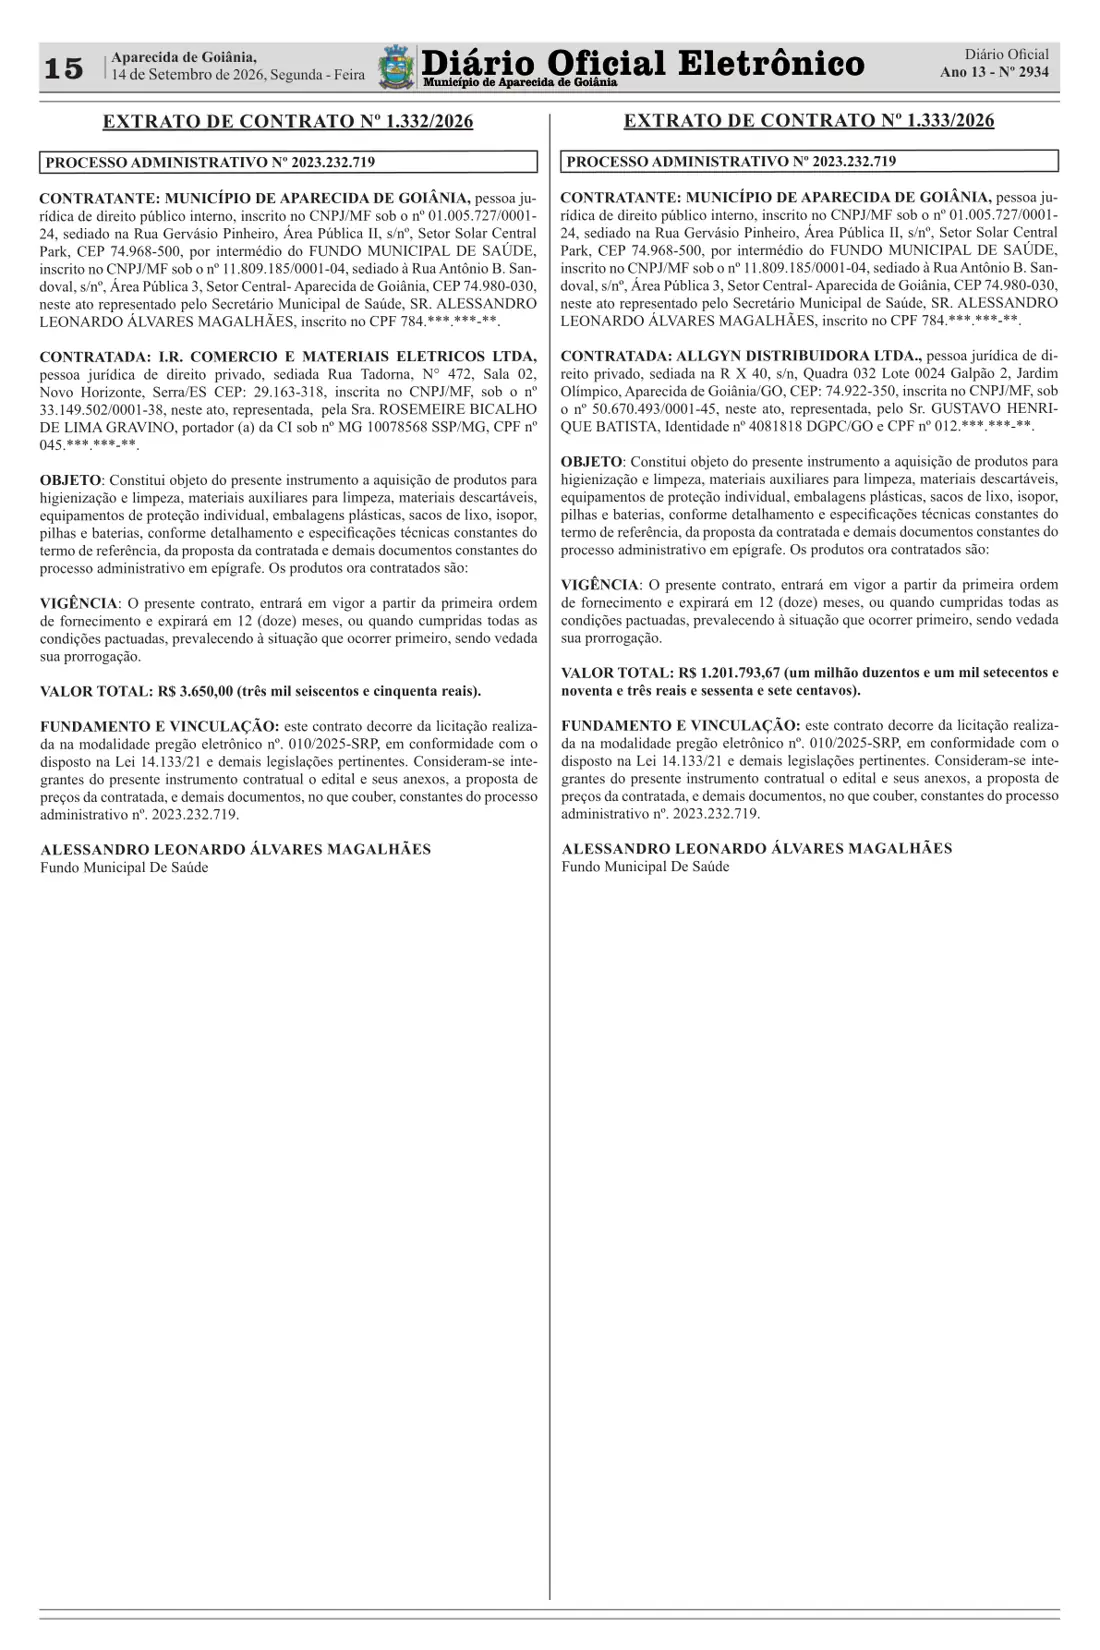 15
Aparecida de Goiânia,
14 de Setembro de 2026, Segunda - Feira
Diário Oficial Eletrônico
Município de Aparecida de Goiânia
Diário Oficial
Ano 13 - Nº 2934
EXTRATO DE CONTRATO Nº 1.332/2026
PROCESSO ADMINISTRATIVO Nº 2023.232.719
CONTRATANTE: MUNICÍPIO DE APARECIDA DE GOIÂNIA, pessoa ju-
rídica de direito público interno, inscrito no CNPJ/MF sob o nº 01.005.727/0001-
24, sediado na Rua Gervásio Pinheiro, Área Pública II, s/nº, Setor Solar Central
Park, CEP 74.968-500, por intermédio do FUNDO MUNICIPAL DE SAÚDE,
inscrito no CNPJ/MF sob o nº 11.809.185/0001-04, sediado à Rua Antônio B. San-
doval, s/nº, Área Pública 3, Setor Central- Aparecida de Goiânia, CEP 74.980-030,
neste ato representado pelo Secretário Municipal de Saúde, SR. ALESSANDRO
LEONARDO ÁLVARES MAGALHÃES, inscrito no CPF 784.***.***-**.
CONTRATADA: I.R. COMERCIO E MATERIAIS ELETRICOS LTDA,
pessoa jurídica de direito privado, sediada Rua Tadorna, N° 472, Sala 02,
Novo Horizonte, Serra/ES CEP: 29.163-318, inscrita no CNPJ/MF, sob o nº
33.149.502/0001-38, neste ato, representada, pela Sra. ROSEMEIRE BICALHO
DE LIMA GRAVINO, portador (a) da CI sob nº MG 10078568 SSP/MG, CPF nº
045.***.***-**.
OBJETO: Constitui objeto do presente instrumento a aquisição de produtos para
higienização e limpeza, materiais auxiliares para limpeza, materiais descartáveis,
equipamentos de proteção individual, embalagens plásticas, sacos de lixo, isopor,
pilhas e baterias, conforme detalhamento e especificações técnicas constantes do
termo de referência, da proposta da contratada e demais documentos constantes do
processo administrativo em epígrafe. Os produtos ora contratados são:
VIGÊNCIA: O presente contrato, entrará em vigor a partir da primeira ordem
de fornecimento e expirará em 12 (doze) meses, ou quando cumpridas todas as
condições pactuadas, prevalecendo à situação que ocorrer primeiro, sendo vedada
sua prorrogação.
VALOR TOTAL: R$ 3.650,00 (três mil seiscentos e cinquenta reais).
FUNDAMENTO E VINCULAÇÃO: este contrato decorre da licitação realiza-
da na modalidade pregão eletrônico nº. 010/2025-SRP, em conformidade com o
disposto na Lei 14.133/21 e demais legislações pertinentes. Consideram-se inte-
grantes do presente instrumento contratual o edital e seus anexos, a proposta de
preços da contratada, e demais documentos, no que couber, constantes do processo
administrativo nº. 2023.232.719.
ALESSANDRO LEONARDO ÁLVARES MAGALHÃES
Fundo Municipal De Saúde
EXTRATO DE CONTRATO Nº 1.333/2026
PROCESSO ADMINISTRATIVO Nº 2023.232.719
CONTRATANTE: MUNICÍPIO DE APARECIDA DE GOIÂNIA, pessoa ju-
rídica de direito público interno, inscrito no CNPJ/MF sob o nº 01.005.727/0001-
24, sediado na Rua Gervásio Pinheiro, Área Pública II, s/nº, Setor Solar Central
Park, CEP 74.968-500, por intermédio do FUNDO MUNICIPAL DE SAÚDE,
inscrito no CNPJ/MF sob o nº 11.809.185/0001-04, sediado à Rua Antônio B. San-
doval, s/nº, Área Pública 3, Setor Central- Aparecida de Goiânia, CEP 74.980-030,
neste ato representado pelo Secretário Municipal de Saúde, SR. ALESSANDRO
LEONARDO ÁLVARES MAGALHÃES, inscrito no CPF 784.***.***-**.
CONTRATADA: ALLGYN DISTRIBUIDORA LTDA., pessoa jurídica de di-
reito privado, sediada na R X 40, s/n, Quadra 032 Lote 0024 Galpão 2, Jardim
Olímpico, Aparecida de Goiânia/GO, CEP: 74.922-350, inscrita no CNPJ/MF, sob
o nº 50.670.493/0001-45, neste ato, representada, pelo Sr. GUSTAVO HENRI-
QUE BATISTA, Identidade nº 4081818 DGPC/GO e CPF nº 012.***.***-**.
OBJETO: Constitui objeto do presente instrumento a aquisição de produtos para
higienização e limpeza, materiais auxiliares para limpeza, materiais descartáveis,
equipamentos de proteção individual, embalagens plásticas, sacos de lixo, isopor,
pilhas e baterias, conforme detalhamento e especificações técnicas constantes do
termo de referência, da proposta da contratada e demais documentos constantes do
processo administrativo em epígrafe. Os produtos ora contratados são:
VIGÊNCIA: O presente contrato, entrará em vigor a partir da primeira ordem
de fornecimento e expirará em 12 (doze) meses, ou quando cumpridas todas as
condições pactuadas, prevalecendo à situação que ocorrer primeiro, sendo vedada
sua prorrogação.
VALOR TOTAL: R$ 1.201.793,67 (um milhão duzentos e um mil setecentos e
noventa e três reais e sessenta e sete centavos).
FUNDAMENTO E VINCULAÇÃO: este contrato decorre da licitação realiza-
da na modalidade pregão eletrônico nº. 010/2025-SRP, em conformidade com o
disposto na Lei 14.133/21 e demais legislações pertinentes. Consideram-se inte-
grantes do presente instrumento contratual o edital e seus anexos, a proposta de
preços da contratada, e demais documentos, no que couber, constantes do processo
administrativo nº. 2023.232.719.
ALESSANDRO LEONARDO ÁLVARES MAGALHÃES
Fundo Municipal De Saúde